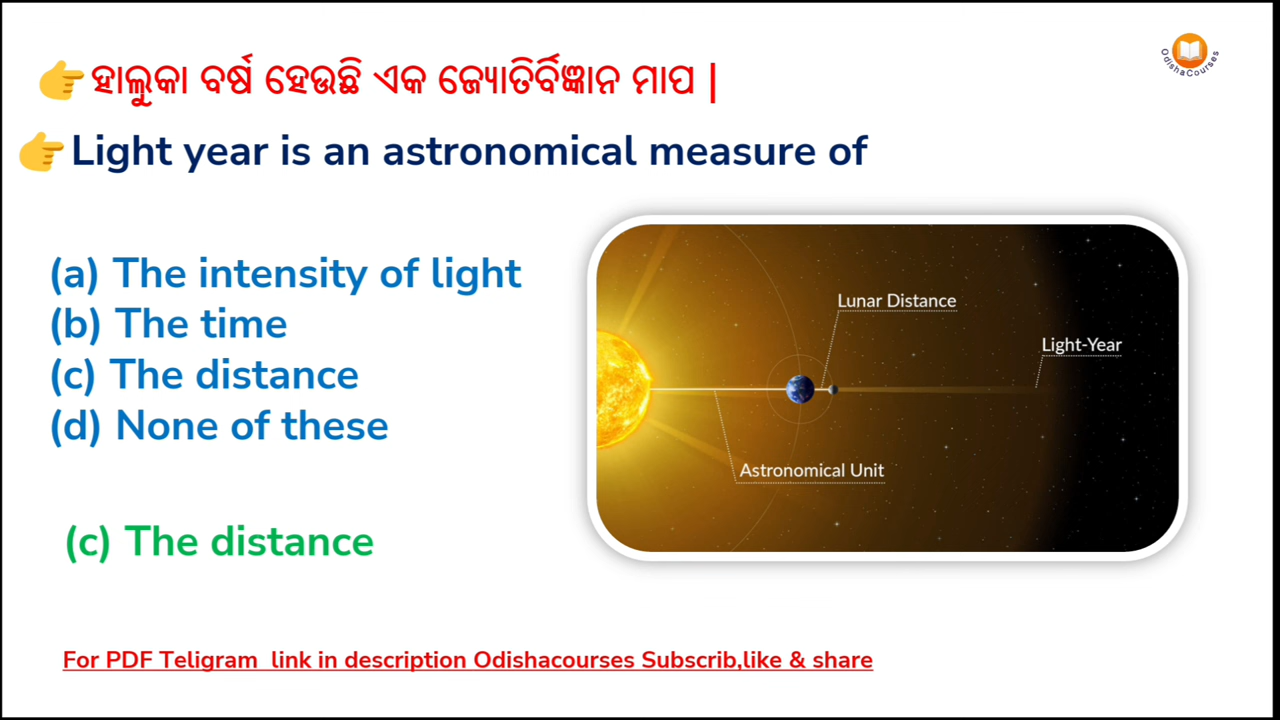 ହାଲୁକା ବର୍ଷ ହେଉଛି ଏକ ଜ୍ୟୋତିର୍ବିଜ୍ଞାନ ମାପ |
Light year is an astronomical measure of
(a) The intensity of light
(b) The time
(c) The distance
(d) None of these
(c) The distance
Lunar Distance
Light-Year
Astronomical Unit
For PDF Teligram link in description Odishacourses Subscrib,like & share
OdishaCourses